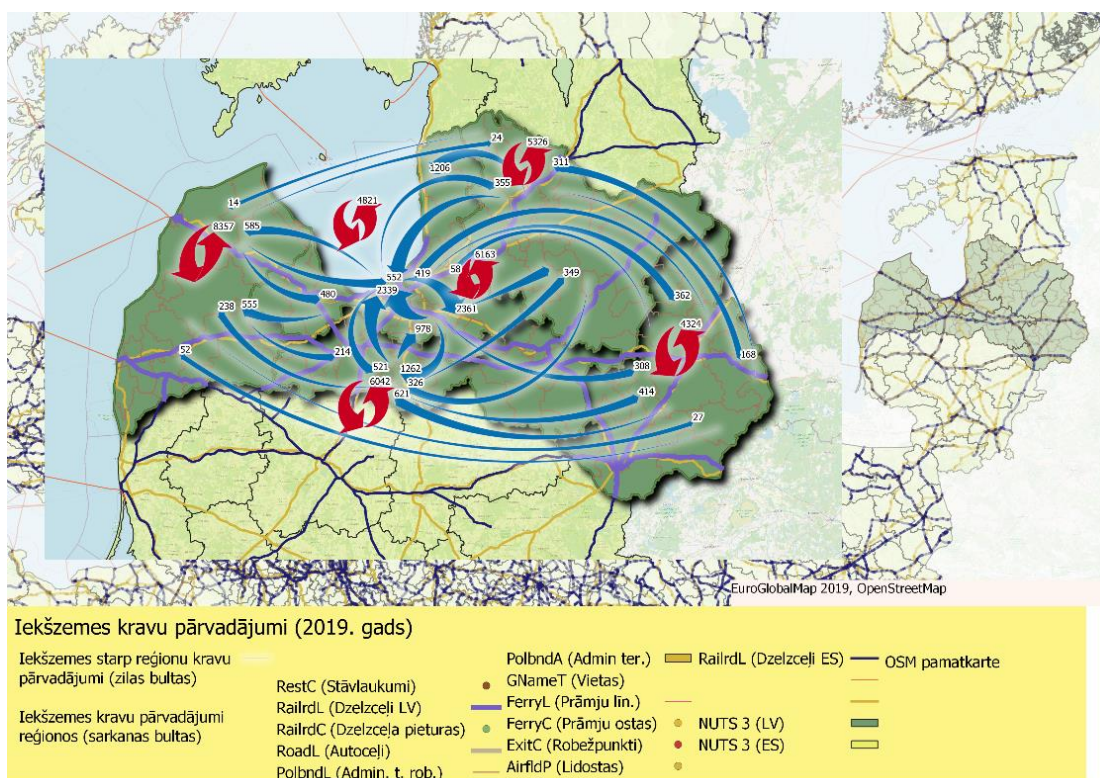 24
5326
311
1206
355
14
4821
8357
585
6163
552
419
58
349
2339
480
2361
362
238
555
978
4324
52
214
308
168
521
1262
6042
326
414
621
27
EuroGlobalMap 2019, OpenStreetMap
Iekšzemes kravu pārvadājumi (2019. gads)
Iekšzemes starp reģionu kravu
pārvadājumi (zilas bultas)
Iekšzemes kravu pārvadājumi
reģionos (sarkanas bultas)
RestC (Stāvlaukumi)
RailrdL (Dzelzceļi LV)
RailrdC (Dzelzceļa pieturas)
RoadL (Autoceļi)
PolbndL (Admin. t. rob.)
PolbndA (Admin ter.)
GNameT (Vietas)
FerryL (Prāmju līn.)
FerryC (Prāmju ostas)
ExitC (Robežpunkti)
AirfldP (Lidostas)
RailrdL (Dzelzceļi ES)
NUTS 3 (LV)
NUTS 3 (ES)
OSM pamatkarte